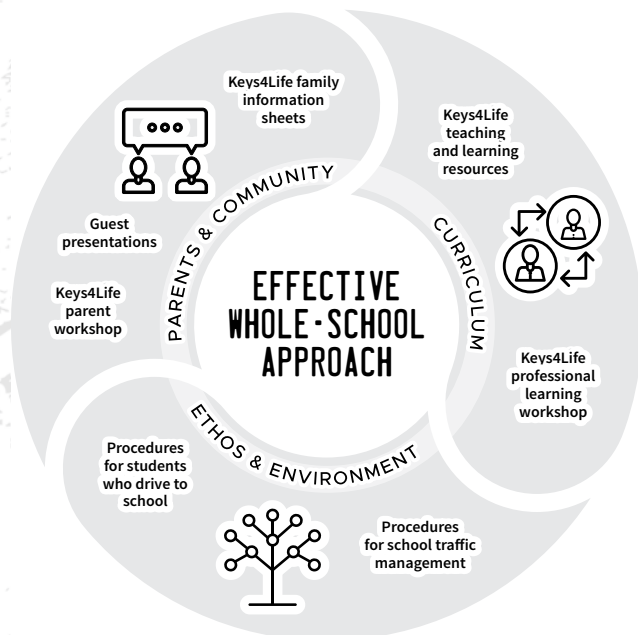 EFFECTIVE
WHOLE-SCHOOL
APPROACH
PARENTS & COMMUNITY
Keys4Life family
information
sheets
Guest
presentations
Keys4Life
parent
workshop
CURRICULUM
Keys4Life
teaching
and learning
resources
Keys4Life
professional
learning
workshop
ETHOS & ENVIRONMENT
Procedures
for students
who drive to
school
Procedures
for school traffic
management